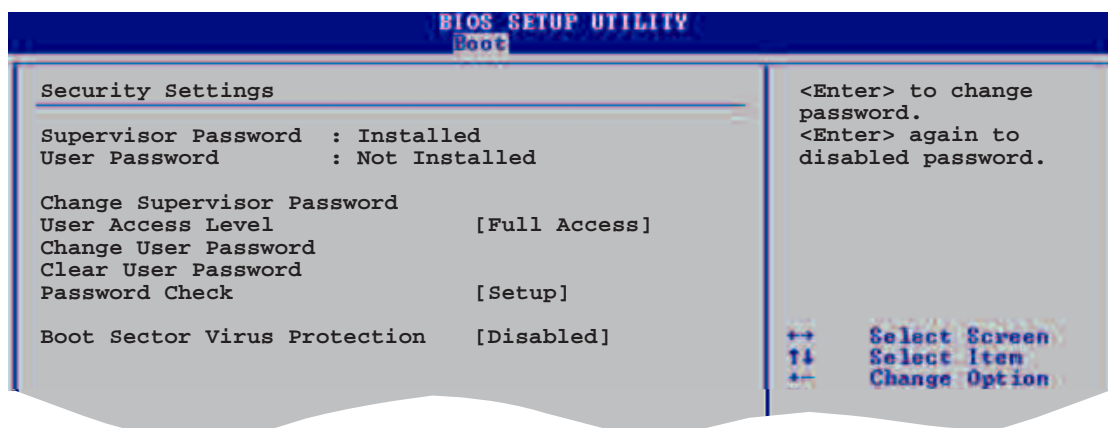 BIOS SETUP UTILITY
Boot
Security Settings
Supervisor Password : Installed
User Password : Not Installed
Change Supervisor Password
User Access Level [Full Access]
Change User Password
Clear User Password
Password Check [Setup]
Boot Sector Virus Protection [Disabled]
<Enter> to change
password.
<Enter> again to
disabled password.
←→ Select Screen
↑↓ Select Item
+- Change Option